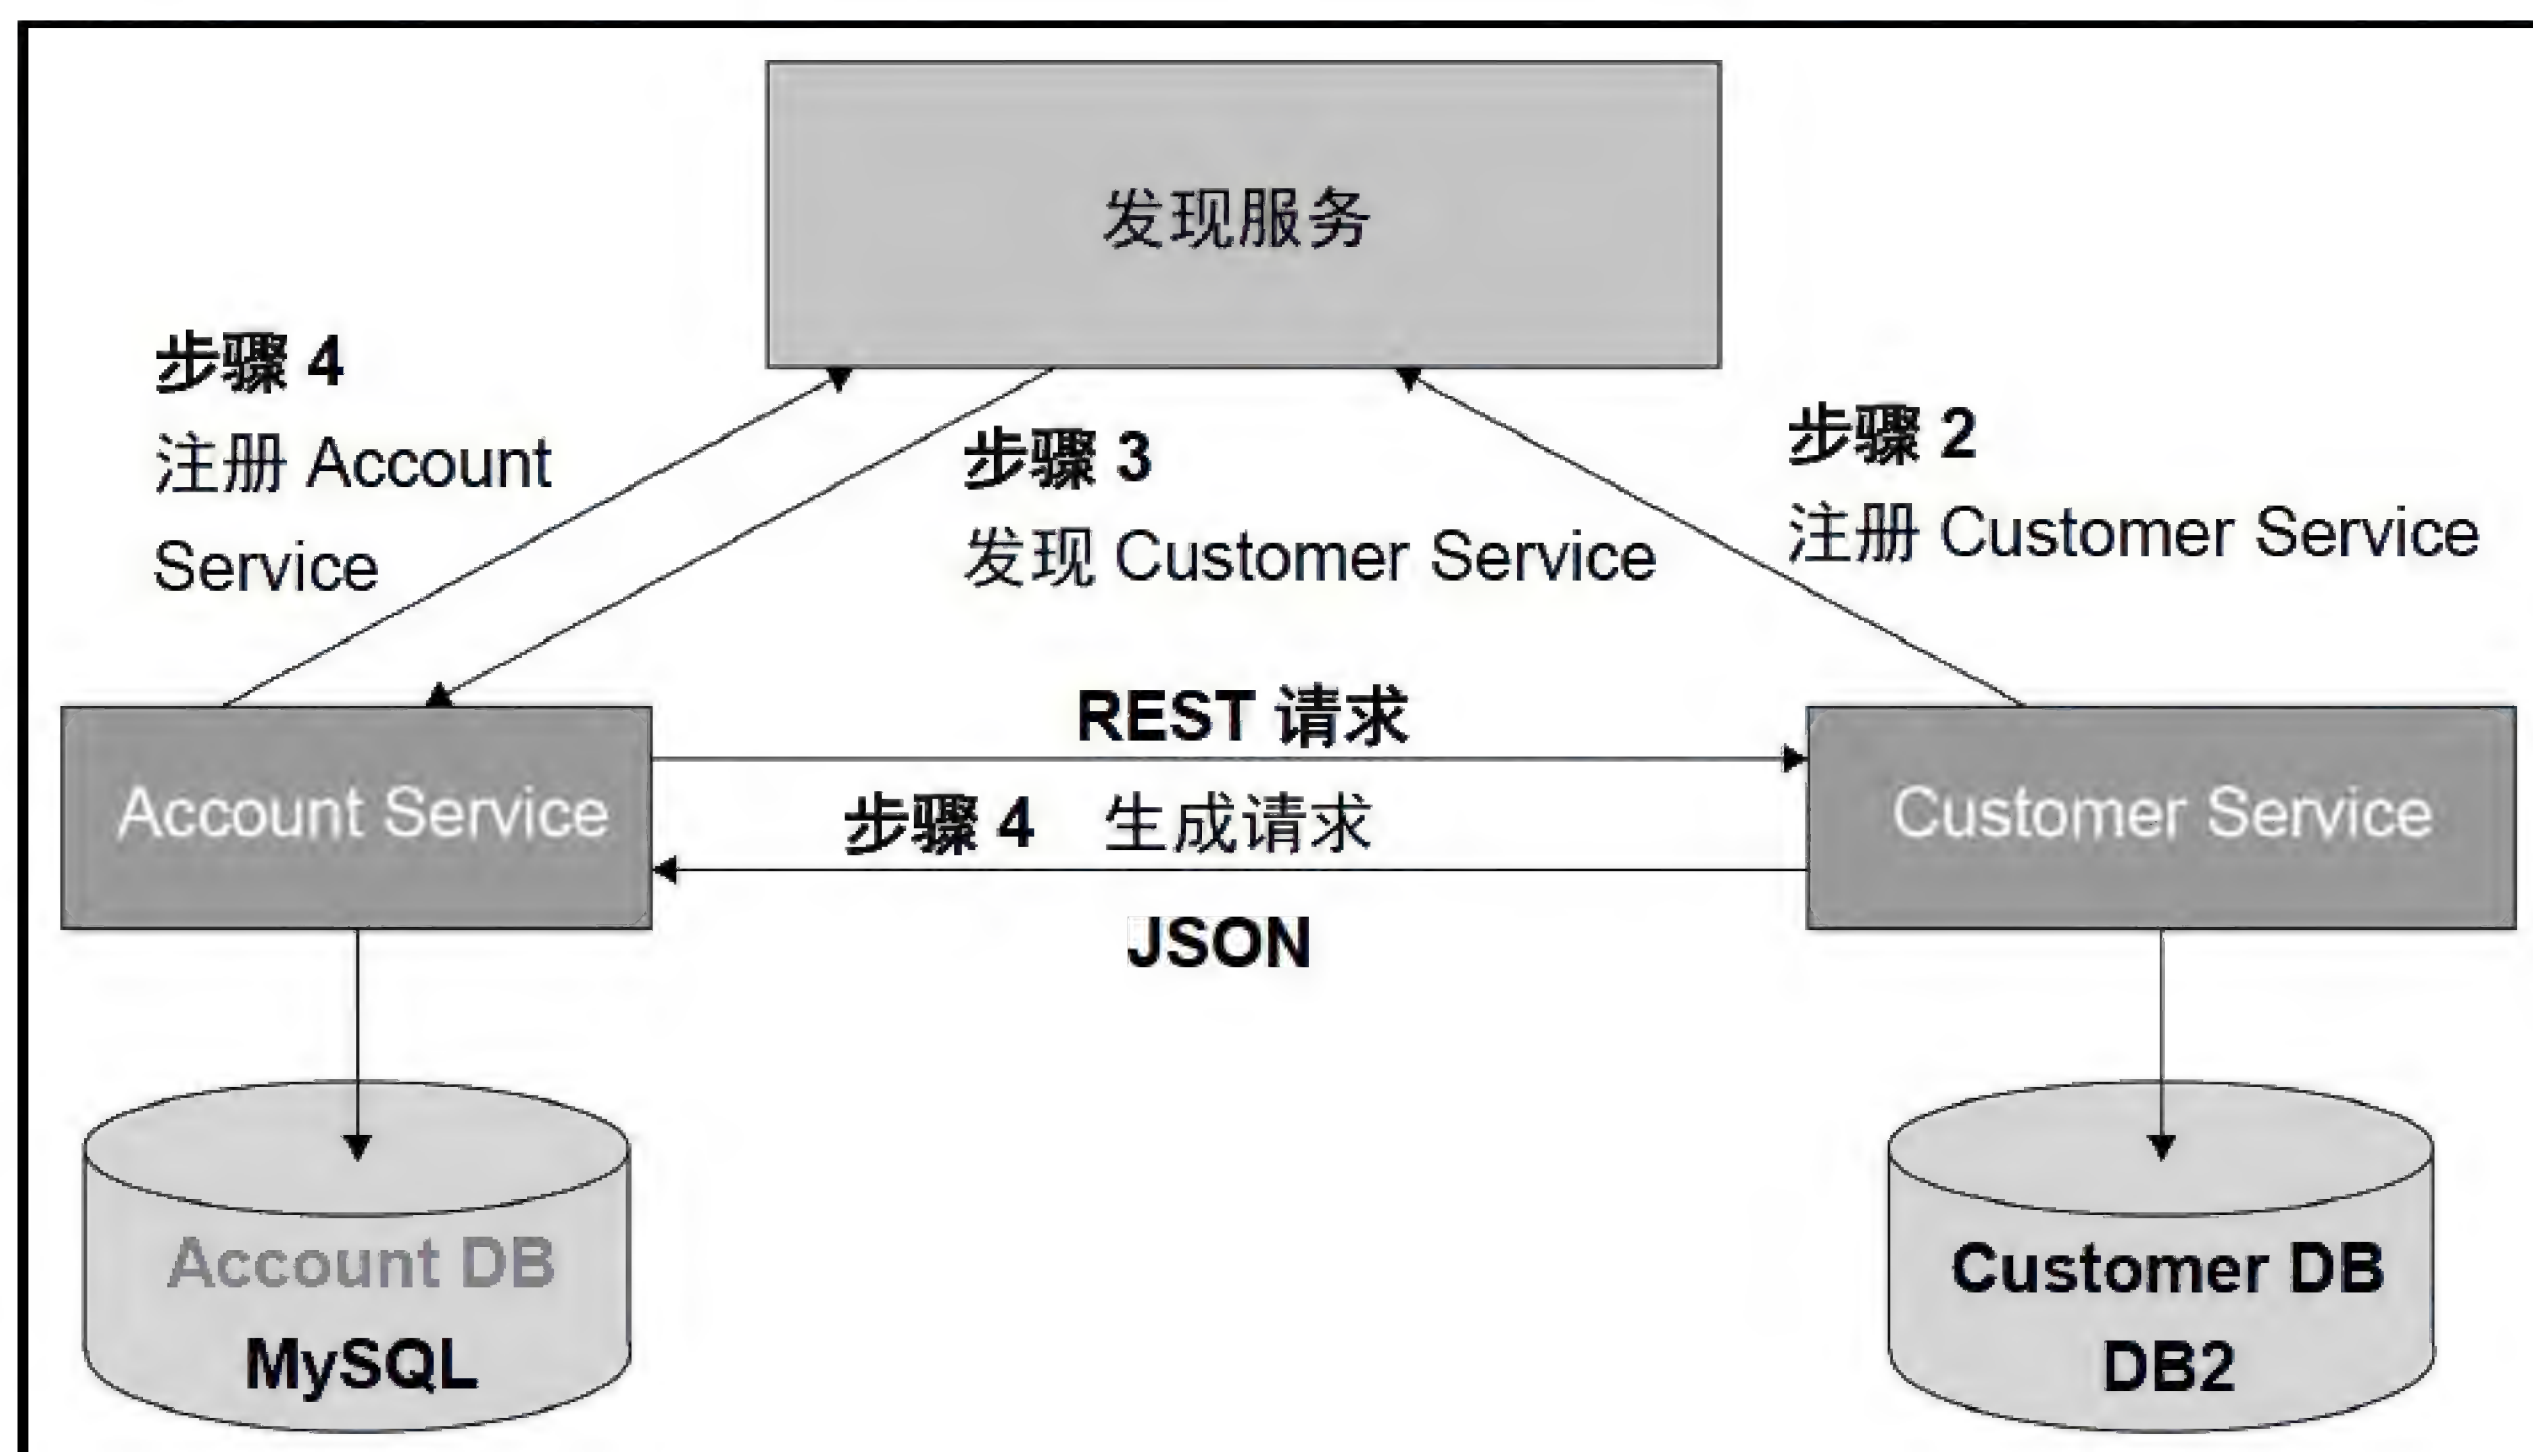 发现服务
步骤 4
注册 Account
Service
步骤 3
发现 Customer Service
步骤 2
注册 Customer Service
REST 请求
Account Service
步骤 4 生成请求
Customer Service
JSON
Account DB
MySQL
Customer DB
DB2